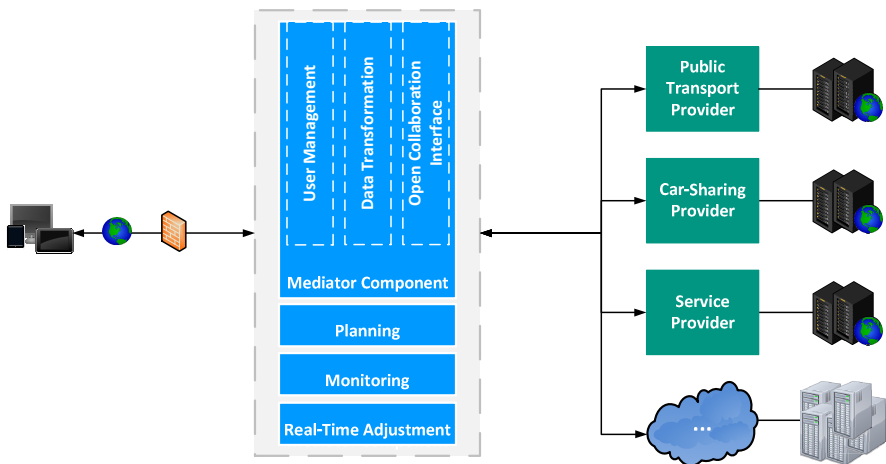 User Management
Data Transformation
Open Collaboration
Interface
Mediator Component
Planning
Monitoring
Real-Time Adjustment
Public
Transport
Provider
Car-Sharing
Provider
Service
Provider
...